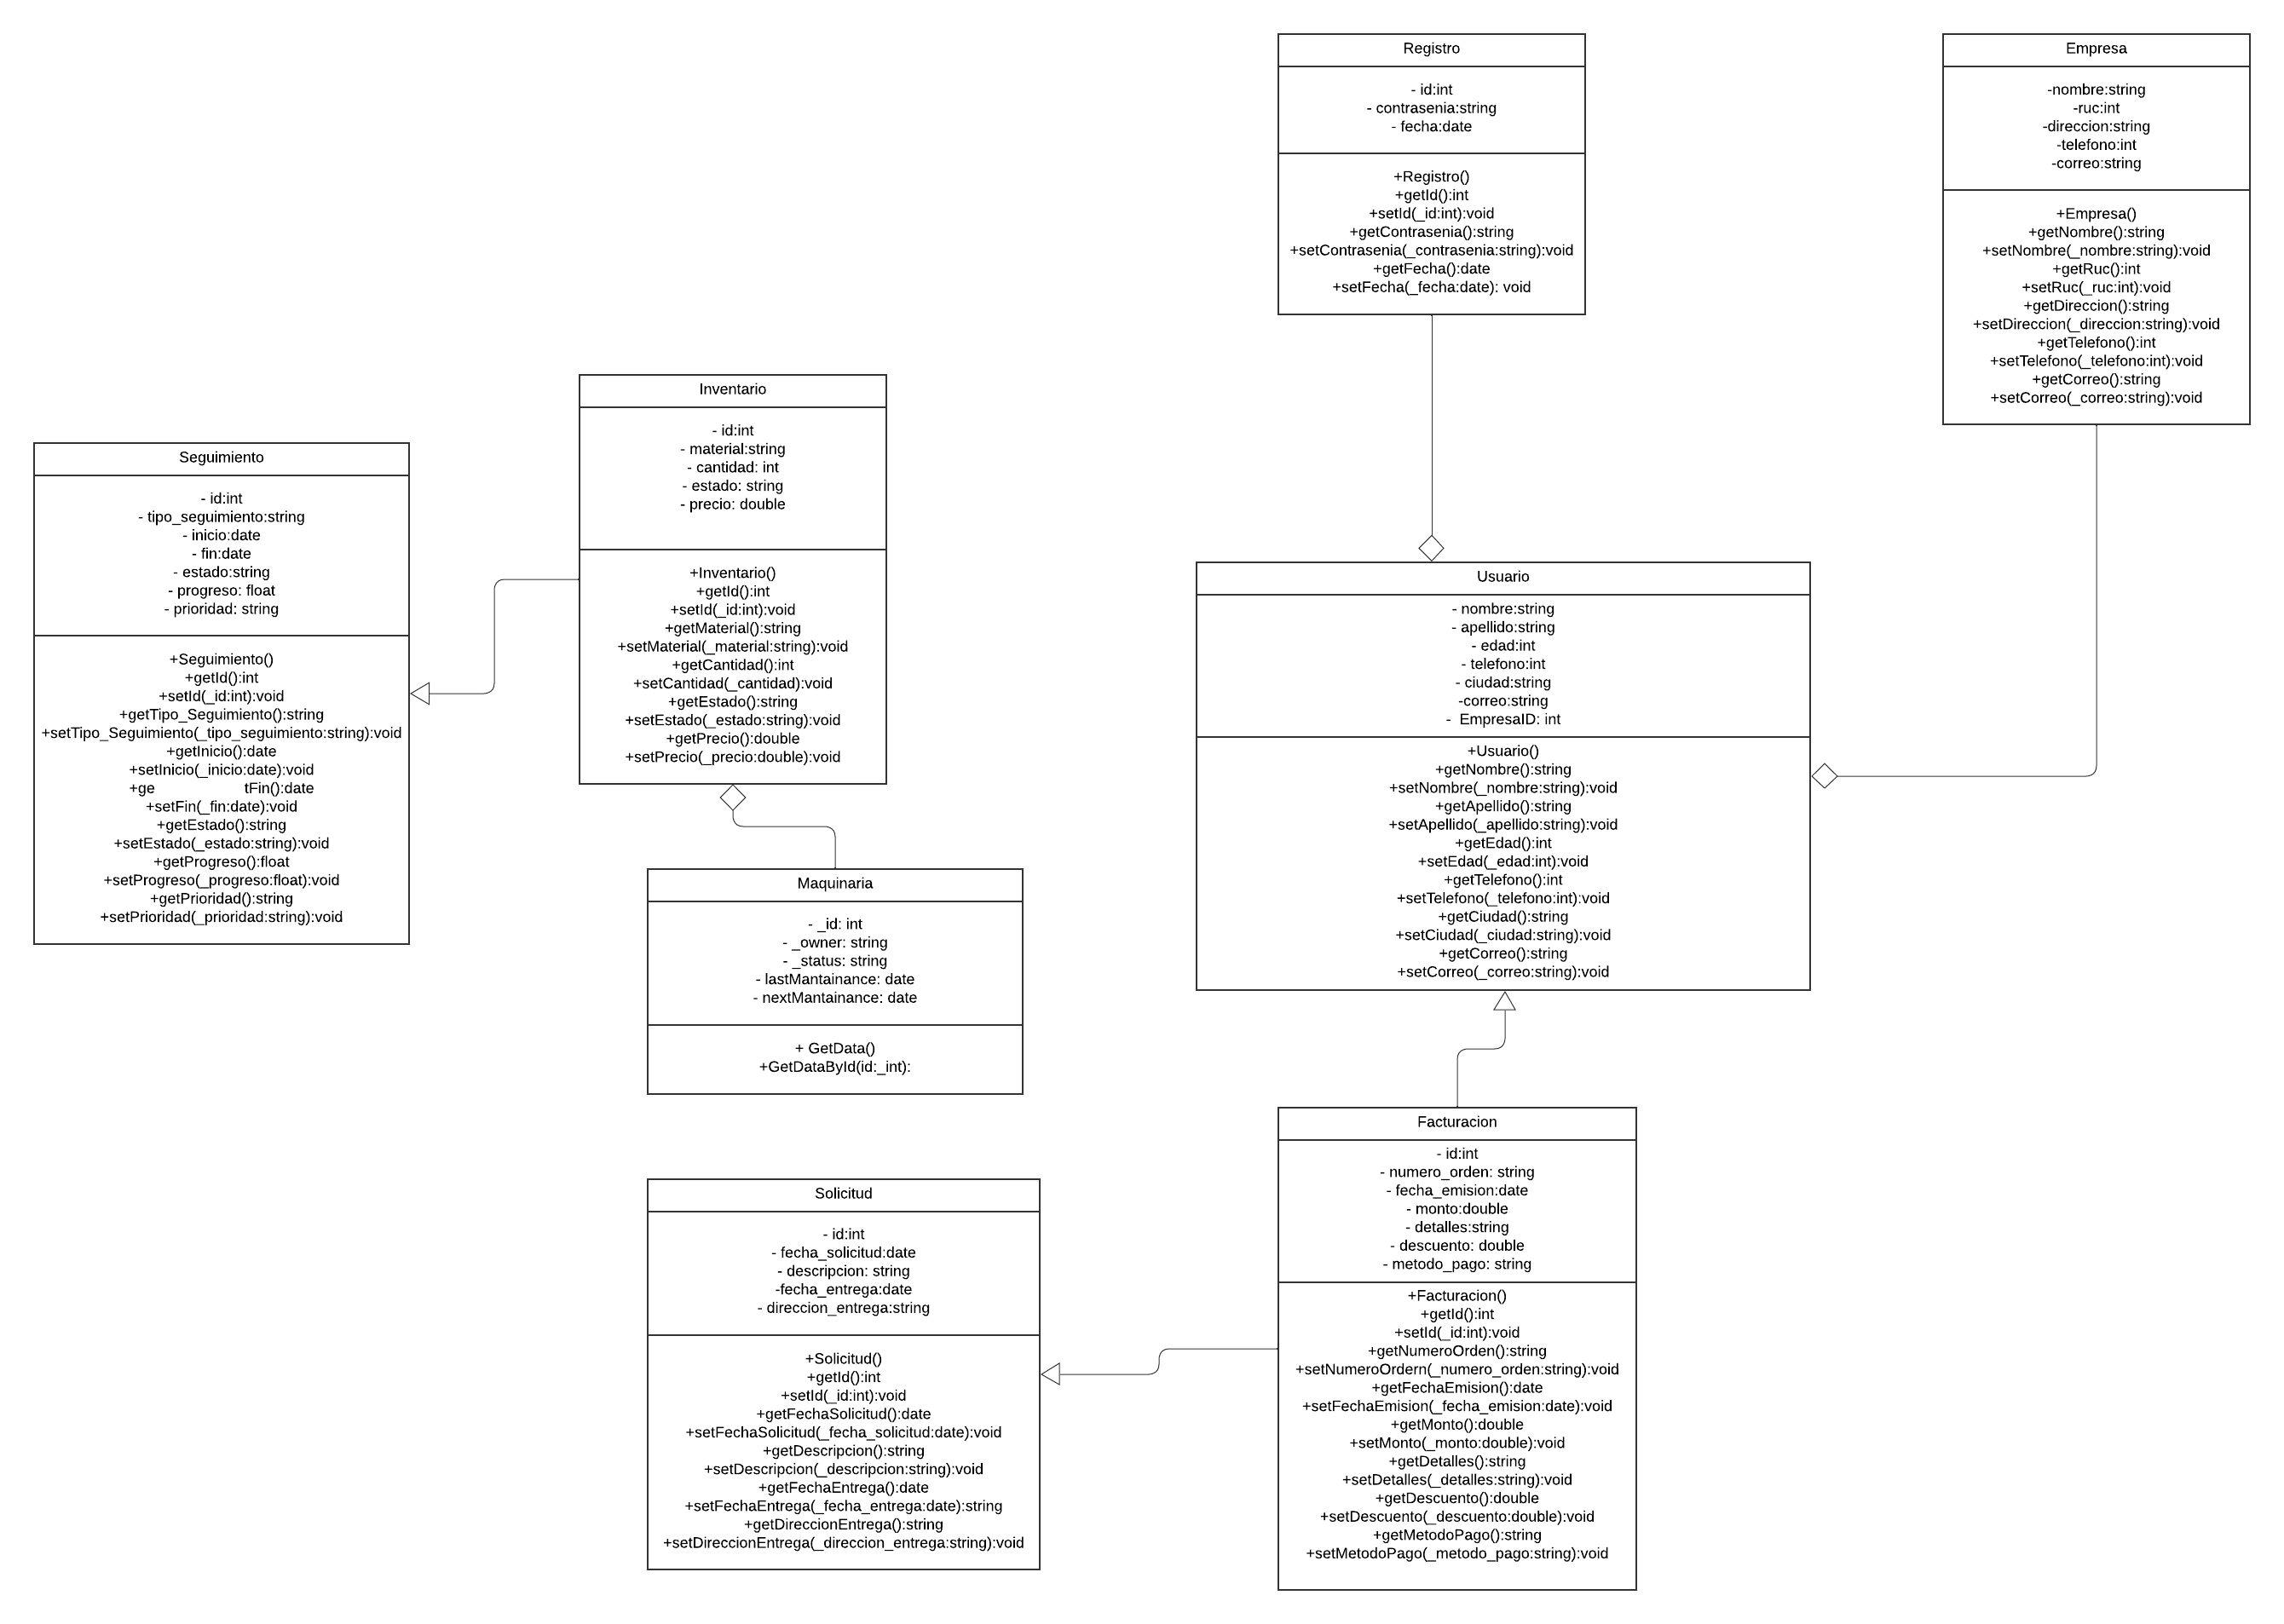 Registro
- id:int
- contrasenia:string
- fecha:date
+Registro()
+getId():int
+setId(_id:int):void
+getContrasenia():string
+setContrasenia(_contrasenia:string):void
+getFecha():date
+setFecha(_fecha:date): void
Empresa
-nombre:string
-ruc:int
-direccion:string
-telefono:int
-correo:string
+Empresa()
+getNombre():string
+setNombre(_nombre:string):void
+getRuc():int
+setRuc(_ruc:int):void
+getDireccion():string
+setDireccion(_direccion:string):void
+getTelefono():int
+setTelefono(_telefono:int):void
+getCorreo():string
+setCorreo(_correo:string):void
Inventario
- id:int
- material:string
- cantidad: int
- estado: string
- precio: double
+Inventario()
+getId():int
+setId(_id:int):void
+getMaterial():string
+setMaterial(_material:string):void
+getCantidad():int
+setCantidad(_cantidad):void
+getEstado():string
+setEstado(_estado:string):void
+getPrecio():double
+setPrecio(_precio:double):void
Seguimiento
- id:int
- tipo_seguimiento:string
- inicio:date
- fin:date
- estado:string
- progreso: float
- prioridad: string
+Seguimiento()
+getId():int
+setId(_id:int):void
+getTipo_Seguimiento():string
+setTipo_Seguimiento(_tipo_seguimiento:string):void
+getInicio():date
+setInicio(_inicio:date):void
+ge tFin():date
+setFin(_fin:date):void
+getEstado():string
+setEstado(_estado:string):void
+getProgreso():float
+setProgreso(_progreso:float):void
+getPrioridad():string
+setPrioridad(_prioridad:string):void
Usuario
- nombre:string
- apellido:string
- edad:int
- telefono:int
- ciudad:string
-correo:string
- EmpresaID: int
+Usuario()
+getNombre():string
+setNombre(_nombre:string):void
+getApellido():string
+setApellido(_apellido:string):void
+getEdad():int
+setEdad(_edad:int):void
+getTelefono():int
+setTelefono(_telefono:int):void
+getCiudad():string
+setCiudad(_ciudad:string):void
+getCorreo():string
+setCorreo(_correo:string):void
Maquinaria
- _id: int
- _owner: string
- _status: string
- lastMantainance: date
- nextMantainance: date
+ GetData()
+GetDataById(id:_int):
Facturacion
- id:int
- numero_orden: string
- fecha_emision:date
- monto:double
- detalles:string
- descuento: double
- metodo_pago: string
+Facturacion()
+getId():int
+setId(_id:int):void
+getNumeroOrden():string
+setNumeroOrdern(_numero_orden:string):void
+getFechaEmision():date
+setFechaEmision(_fecha_emision:date):void
+getMonto():double
+setMonto(_monto:double):void
+getDetalles():string
+setDetalles(_detalles:string):void
+getDescuento():double
+setDescuento(_descuento:double):void
+getMetodoPago():string
+setMetodoPago(_metodo_pago:string):void
Solicitud
- id:int
- fecha_solicitud:date
- descripcion: string
-fecha_entrega:date
- direccion_entrega:string
+Solicitud()
+getId():int
+setId(_id:int):void
+getFechaSolicitud():date
+setFechaSolicitud(_fecha_solicitud:date):void
+getDescripcion():string
+setDescripcion(_descripcion:string):void
+getFechaEntrega():date
+setFechaEntrega(_fecha_entrega:date):string
+getDireccionEntrega():string
+setDireccionEntrega(_direccion_entrega:string):void